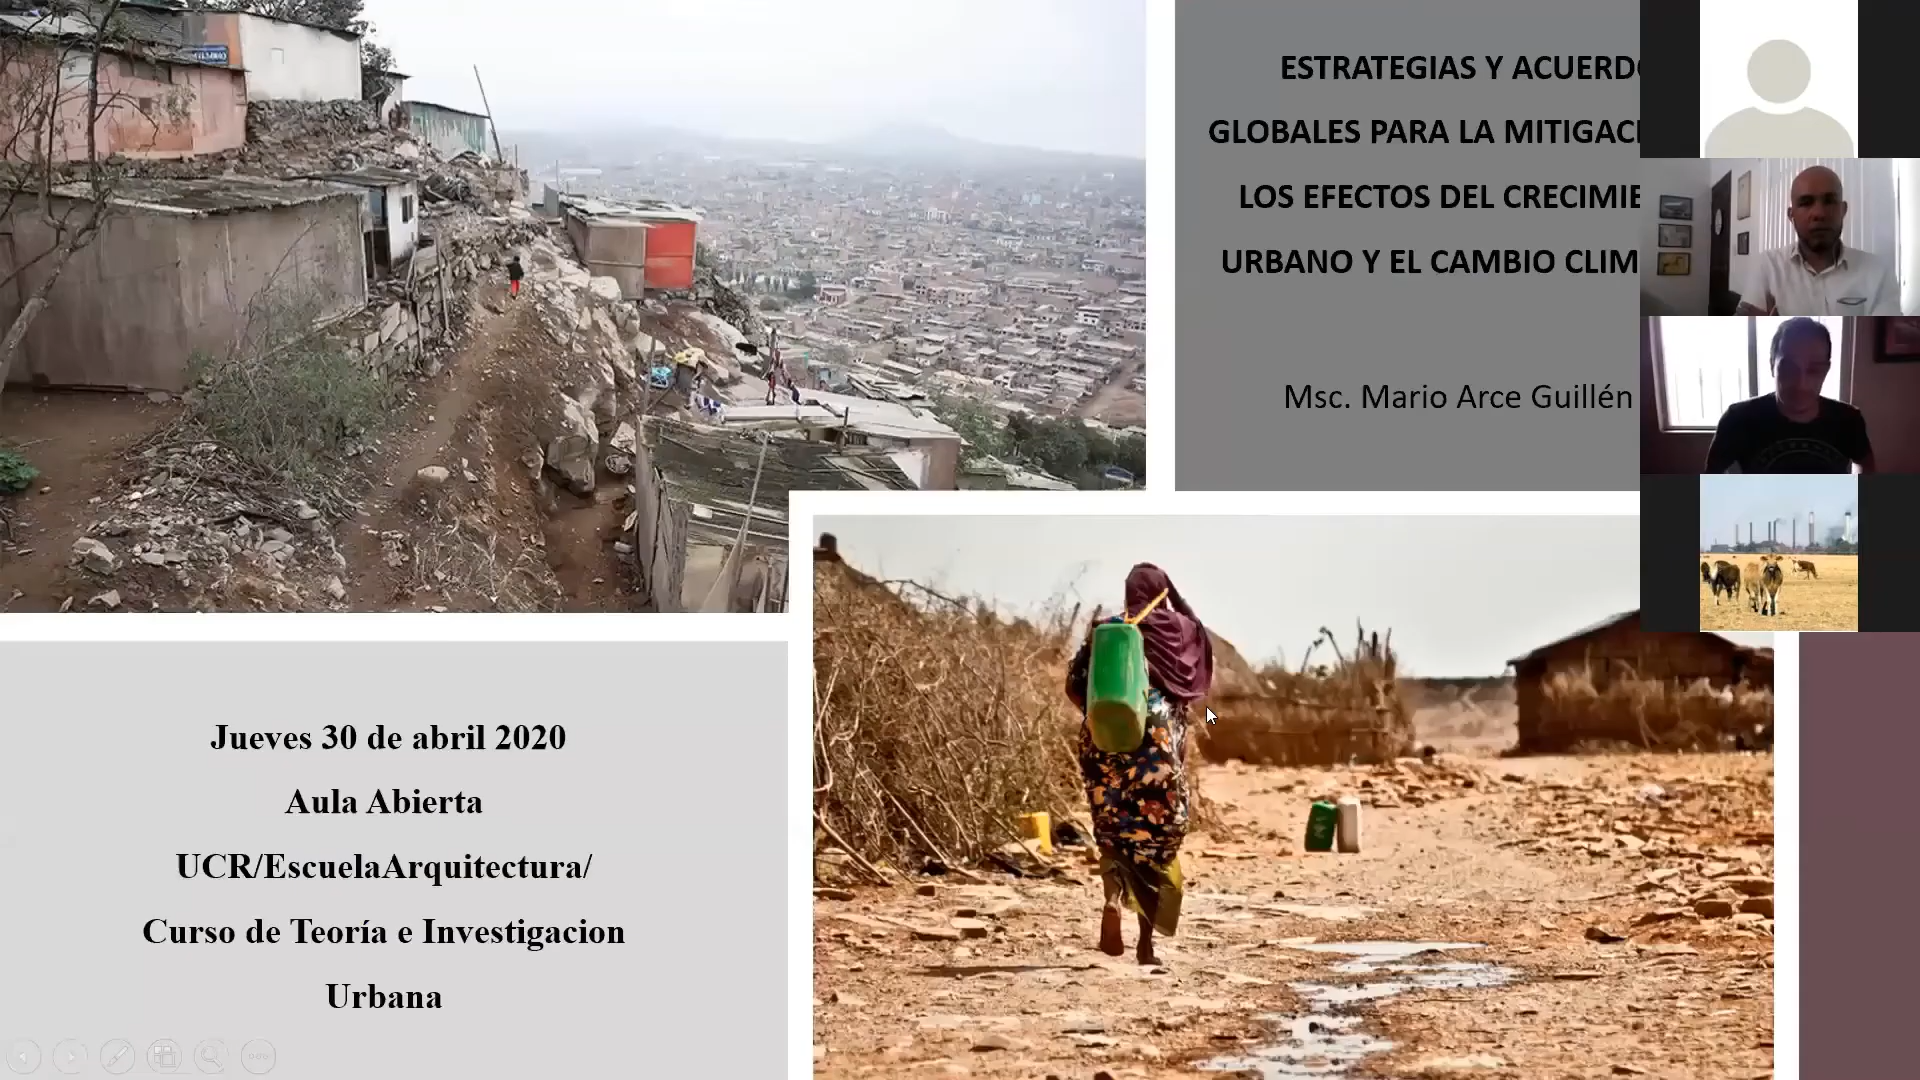 ESTRATEGIAS Y ACUERD
GLOBALES PARA LA MITIGACI
LOS EFECTOS DEL CRECIMIE
URBANO Y EL CAMBIO CLIM
Msc. Mario Arce Guillén
Jueves 30 de abril 2020
Aula Abierta
UCR/EscuelaArquitectura/
Curso de Teoría e Investigacion
Urbana